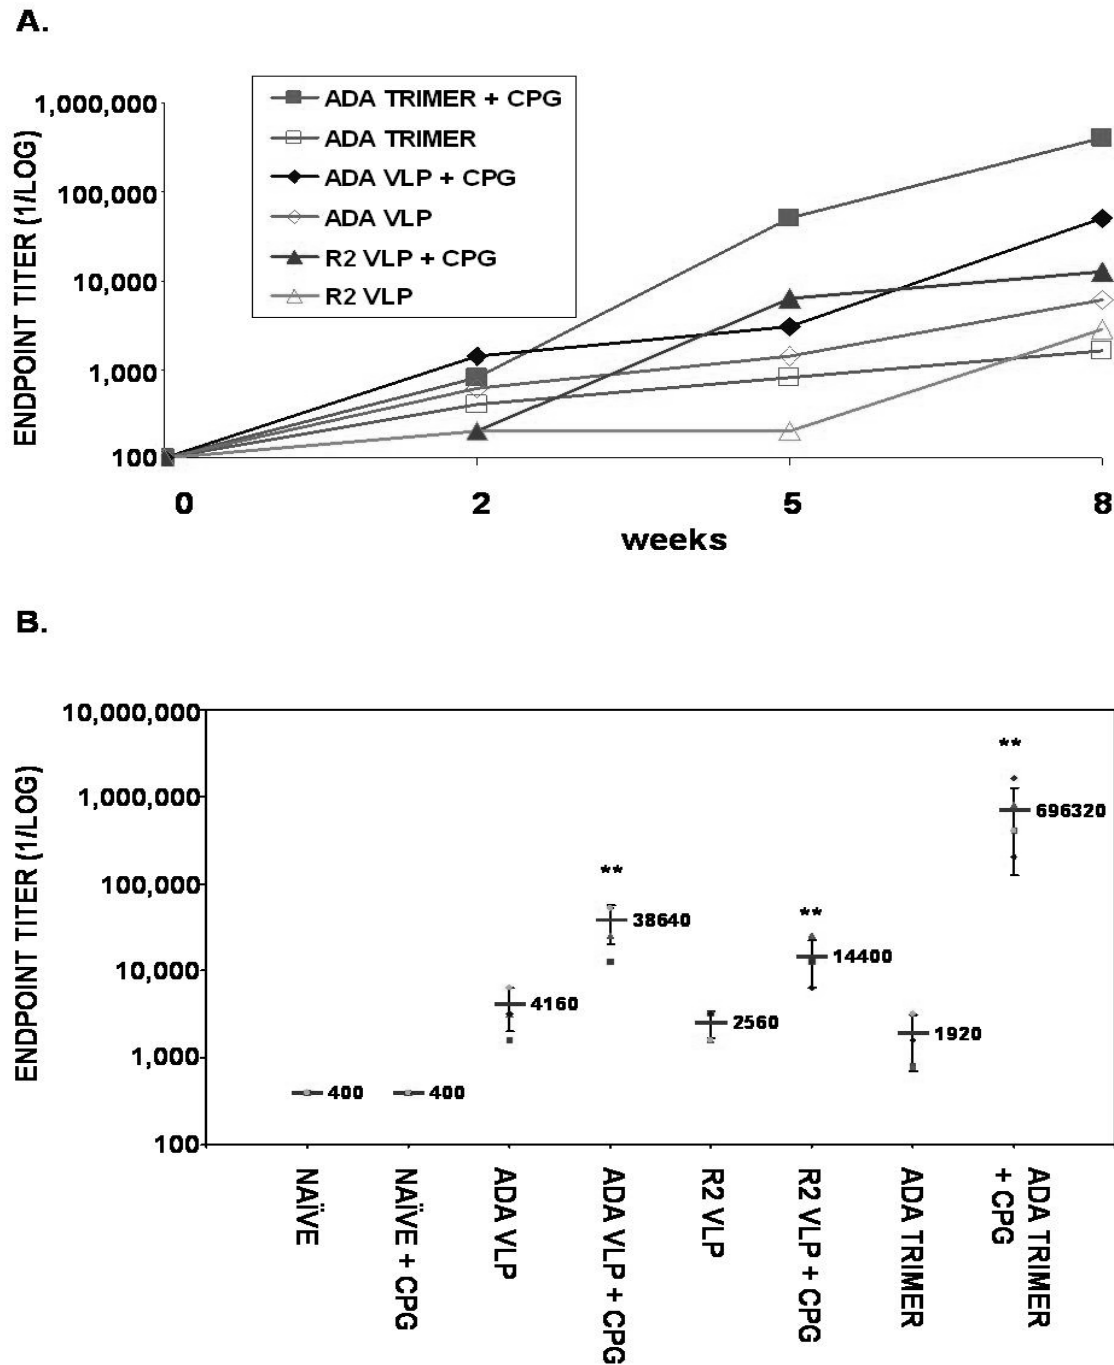 A.
ENDPOINT TITER (1/LOG)
1,000,000
100,000
10,000
1,000
100
ADA TRIMER + CPG
ADA TRIMER
ADA VLP + CPG
ADA VLP
R2 VLP + CPG
R2 VLP
0 2 5 8
weeks
B.
ENDPOINT TITER (1/LOG)
10,000,000
1,000,000
100,000
10,000
1,000
100
400
400
4160
**
38640
2560
**
14400
1920
**
696320
NAÏVE
NAÏVE + CPG
ADA VLP
ADA VLP + CPG
R2 VLP
R2 VLP + CPG
ADA TRIMER
ADA TRIMER
+ CPG